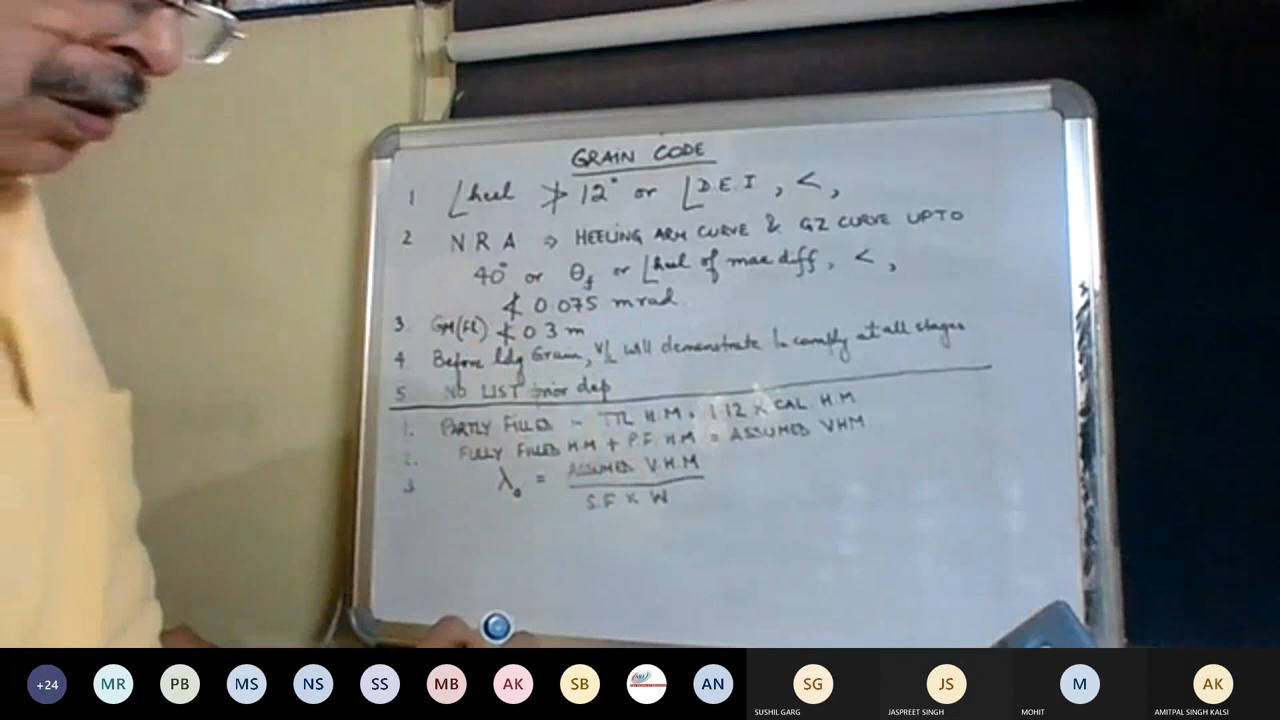 GRAIN CODE
1 ∠heel ≯ 12° or ∠D.E.I, <,
2 N R A ⇒ HEELING ARM CURVE & GZ CURVE UPTO
40° or θf or ∠heel of max diff, <,
≮ 0.075 mrad.
3. GM(FL) ≮ 0.3 m
4 Before ldg Grain, V/L will demonstrate to comply at all stages
5 NO LIST prior dep
1. PARTLY FILLED - TTL H.M. 1.12 x CAL H.M
2. FULLY FILLED H.M + P.F H.M = ASSUMED VHM
3 λ₀ = ASSUMED V.H.M
S.F x W
+24 MR PB MS NS SS MB AK SB AN SG JS M AK
SUSHIL GARG JASPREET SINGH MOHIT AMITPAL SINGH KALSI